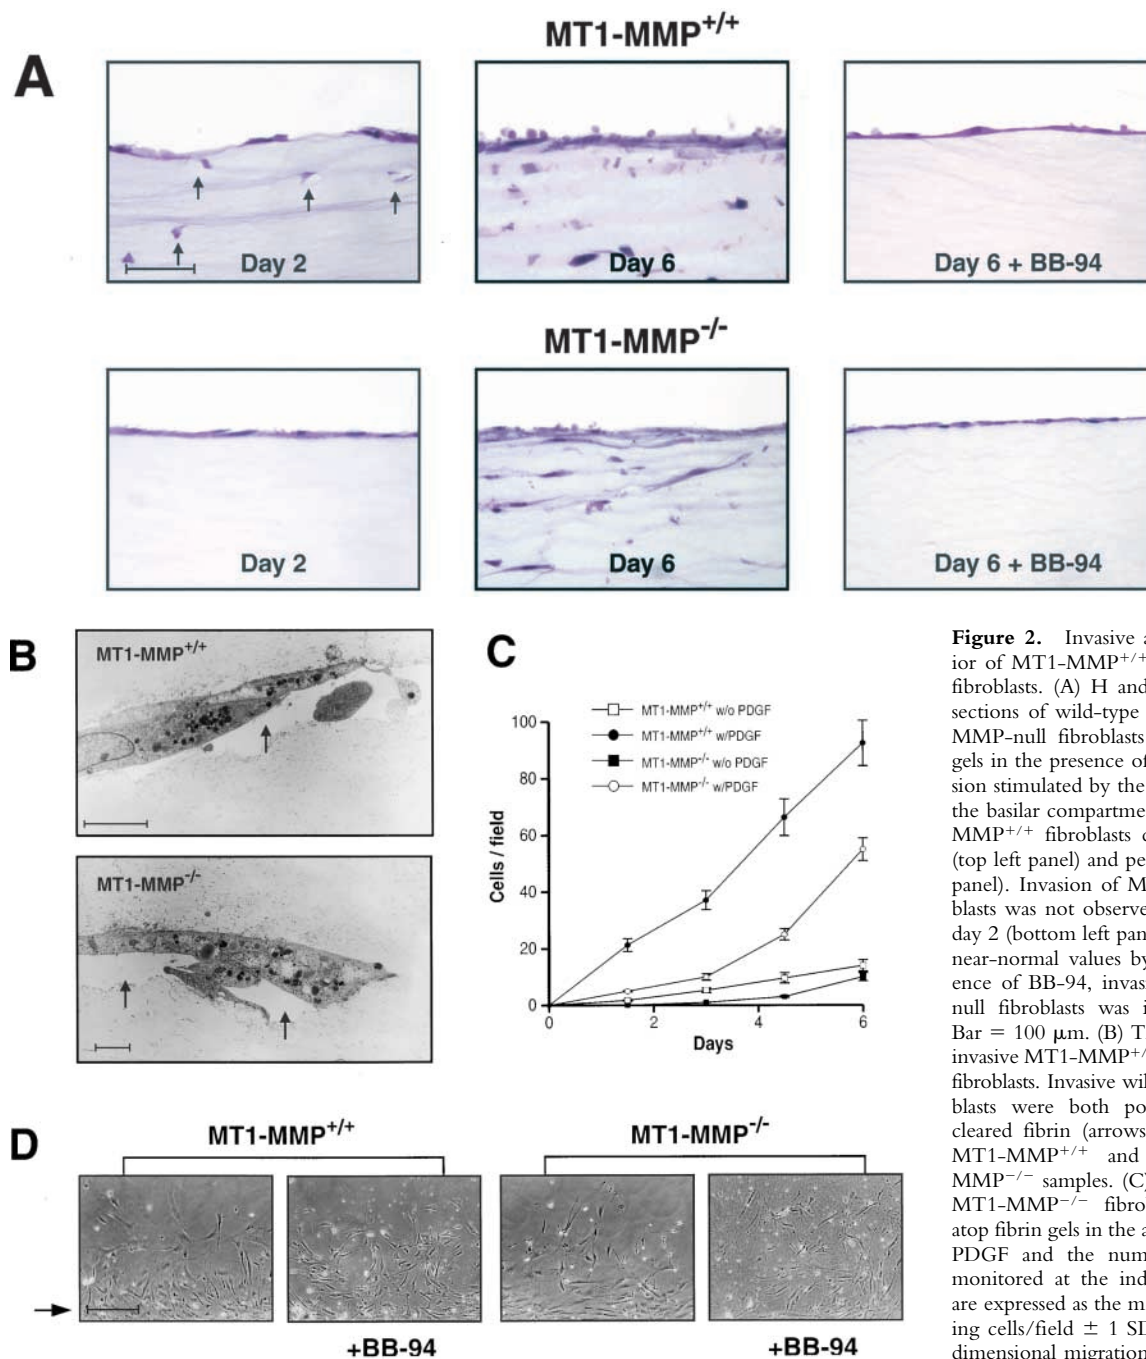 A
MT1-MMP+/+
Day 2
Day 6
Day 6 + BB-94
MT1-MMP-/-
Day 2
Day 6
Day 6 + BB-94
B
MT1-MMP+/+
MT1-MMP-/-
C
MT1-MMP+/+ w/o PDGF
MT1-MMP+/+ w/PDGF
MT1-MMP-/- w/o PDGF
MT1-MMP-/- w/PDGF
Cells / field
100
80
60
40
20
0
0
2
4
6
Days
D
MT1-MMP+/+
MT1-MMP-/-
+BB-94
+BB-94
Figure 2. Invasive
ior of MT1-MMP+/+
fibroblasts. (A) H and
sections of wild-type
MMP-null fibroblasts
gels in the presence of
sion stimulated by the
the basilar compartme
MMP+/+ fibroblasts
(top left panel) and pe
panel). Invasion of M
blasts was not observe
day 2 (bottom left pan
near-normal values by
ence of BB-94, invas
null fibroblasts was i
Bar = 100 μm. (B) T
invasive MT1-MMP+/
fibroblasts. Invasive wil
blasts were both po
cleared fibrin (arrows
MT1-MMP+/+ and
MMP−/− samples. (C)
MT1-MMP−/− fibro
atop fibrin gels in the a
PDGF and the num
monitored at the ind
are expressed as the m
ing cells/field ± 1 SD
dimensional migration